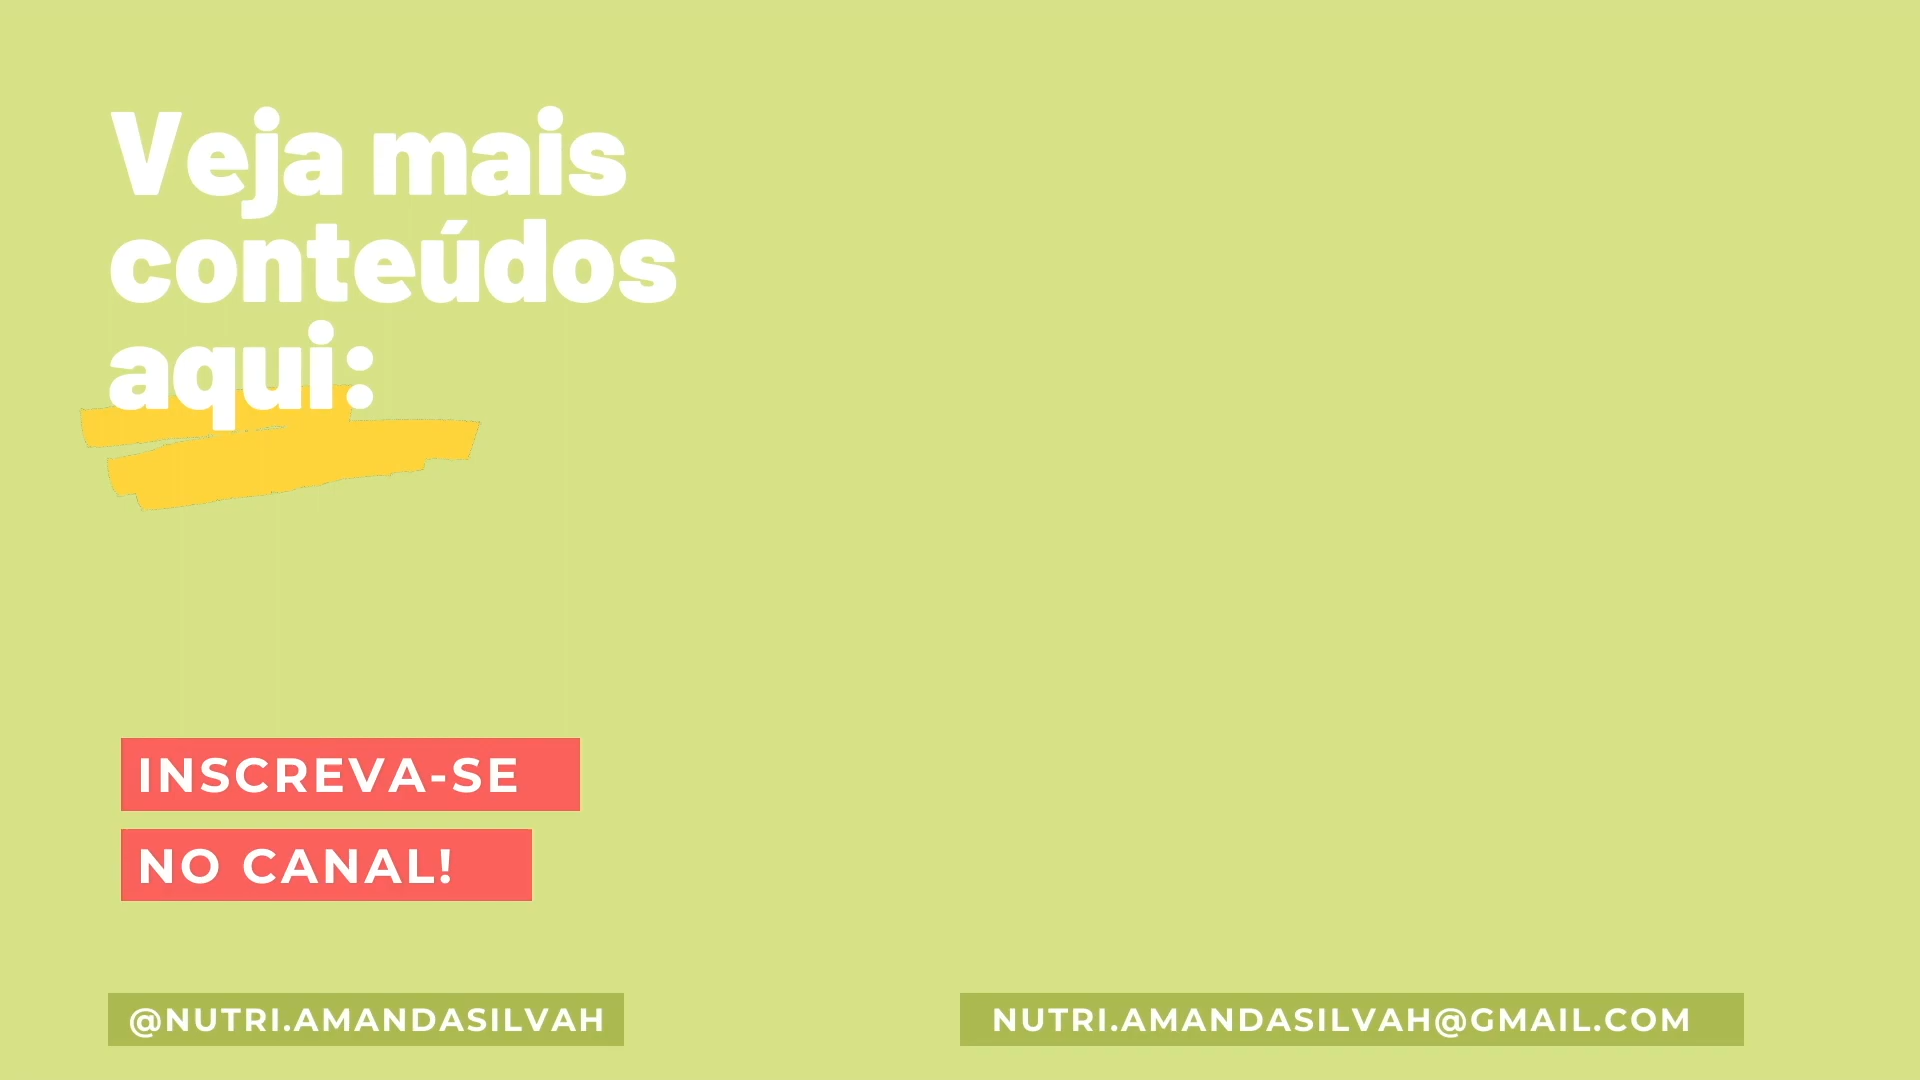 Veja mais
conteúdos
aqui:
INSCREVA-SE
NO CANAL!
@NUTRI.AMANDASILVAH
NUTRI.AMANDASILVAH@GMAIL.COM